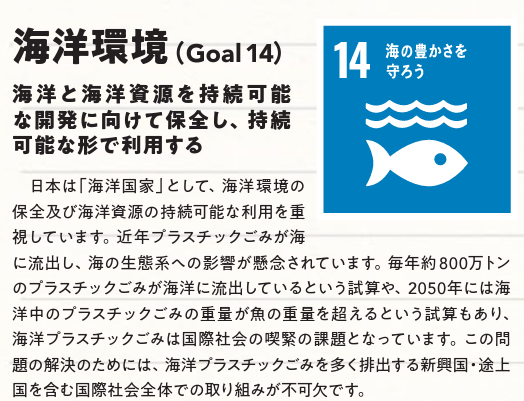 海洋環境(Goal 14)
海洋と海洋資源を持続可能
な開発に向けて保全し、持続
可能な形で利用する
14 海の豊かさを
守ろう
日本は「海洋国家」として、海洋環境の
保全及び海洋資源の持続可能な利用を重
視しています。近年プラスチックごみが海
に流出し、海の生態系への影響が懸念されています。毎年約800万トン
のプラスチックごみが海洋に流出しているという試算や、2050年には海
洋中のプラスチックごみの重量が魚の重量を超えるという試算もあり、
海洋プラスチックごみは国際社会の喫緊の課題となっています。この問
題の解決のためには、海洋プラスチックごみを多く排出する新興国・途上
国を含む国際社会全体での取り組みが不可欠です。